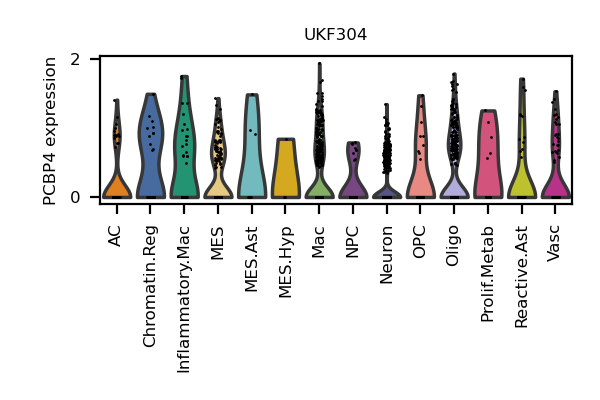 UKF304
PCBP4 expression
2
0
AC
Chromatin.Reg
Inflammatory.Mac
MES
MES.Ast
MES.Hyp
Mac
NPC
Neuron
OPC
Oligo
Prolif.Metab
Reactive.Ast
Vasc